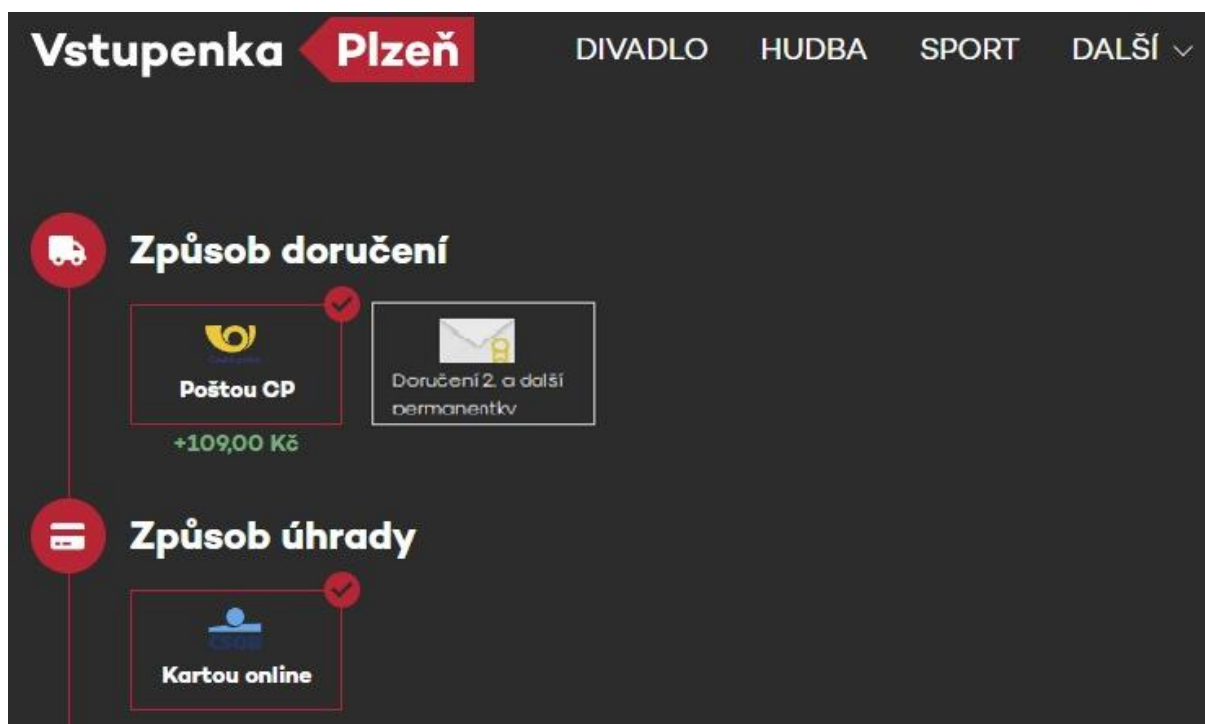 Vstupenka Plzeň DIVADLO HUDBA SPORT DALŠÍ
Způsob doručení
Poštou CP
+109,00 Kč
Doručení 2. a další
permanentky
Způsob úhrady
ČSOB
Kartou online